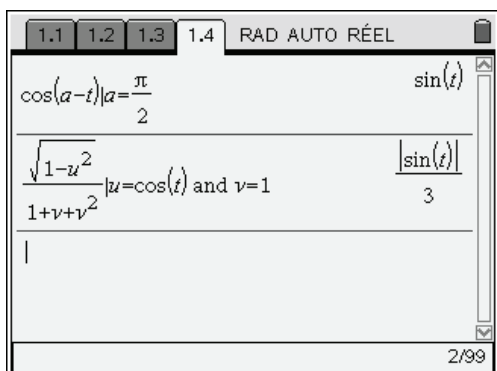 1.1 1.2 1.3 1.4 RAD AUTO RÉEL
cos(a−t)|a=π/2 sin(t)
√(1−u²)/(1+v+v²)|u=cos(t) and v=1 |sin(t)|/3
2/99